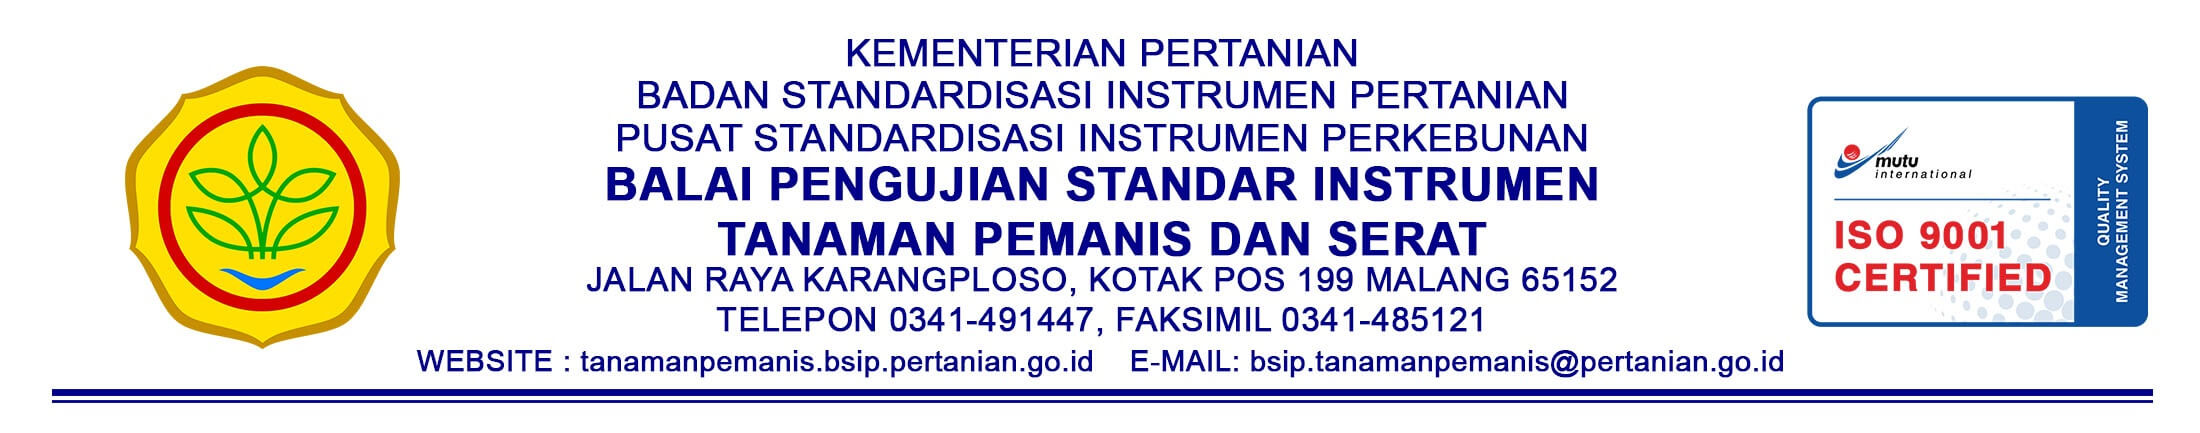 KEMENTERIAN PERTANIAN
BADAN STANDARDISASI INSTRUMEN PERTANIAN
PUSAT STANDARDISASI INSTRUMEN PERKEBUNAN
BALAI PENGUJIAN STANDAR INSTRUMEN
TANAMAN PEMANIS DAN SERAT
JALAN RAYA KARANGPLOSO, KOTAK POS 199 MALANG 65152
TELEPON 0341-491447, FAKSIMIL 0341-485121
WEBSITE : tanamanpemanis.bsip.pertanian.go.id E-MAIL: bsip.tanamanpemanis@pertanian.go.id
mutu
international
ISO 9001
CERTIFIED
QUALITY
MANAGEMENT SYSTEM